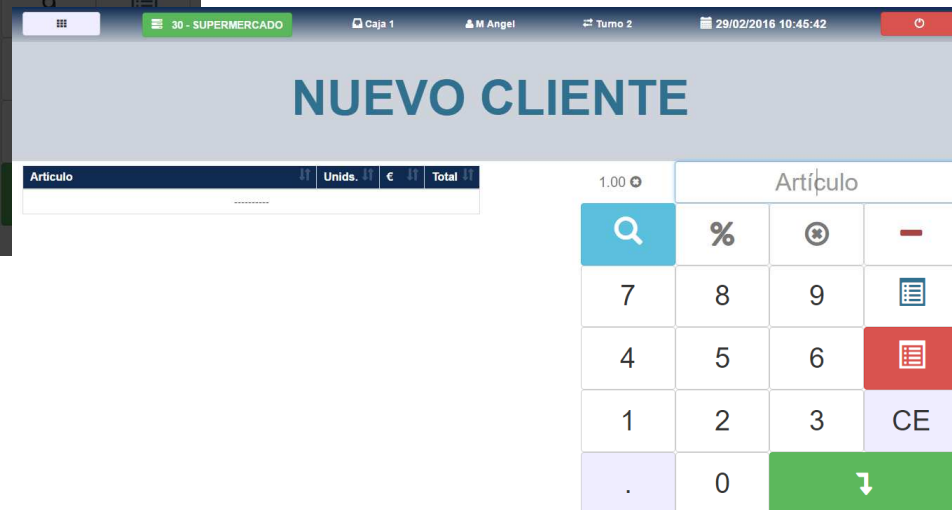 30 - SUPERMERCADO Caja 1 M Angel Turno 2 29/02/2016 10:45:42
NUEVO CLIENTE
Artículo Unids. € Total
----------
1.00 Artículo
%
7 8 9
4 5 6
1 2 3 CE
. 0